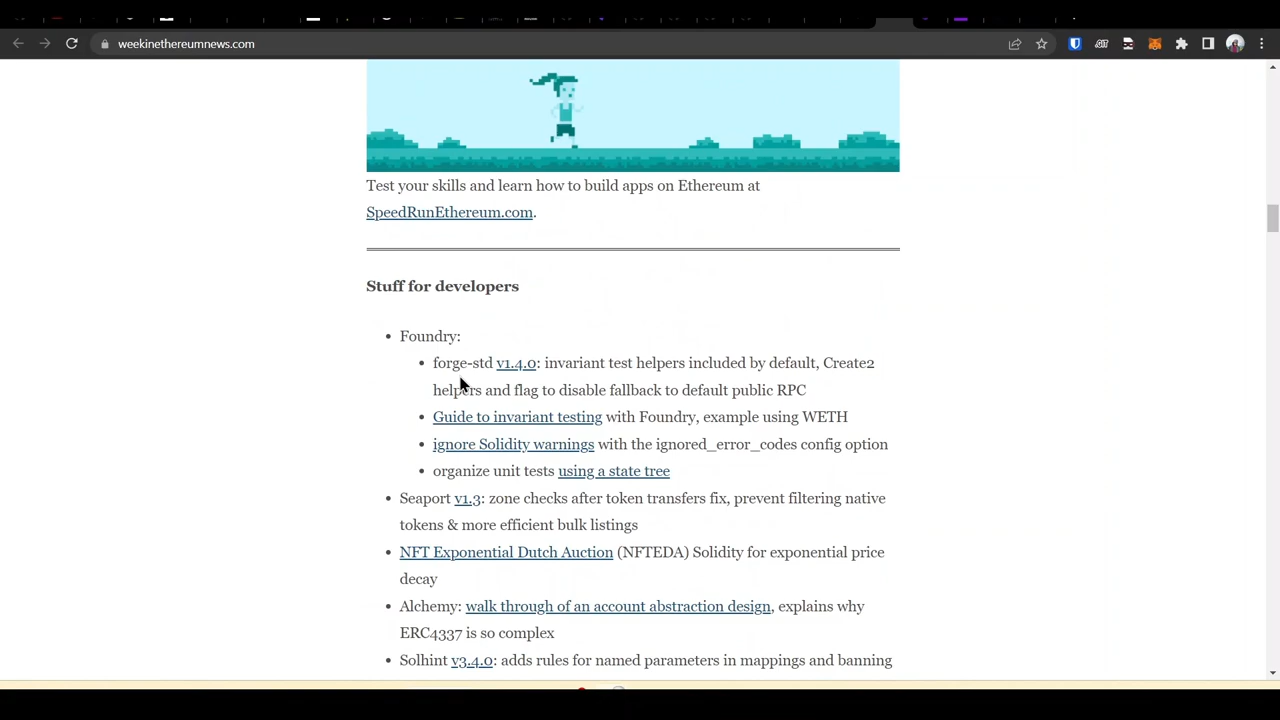 weekinethereumnews.com
Test your skills and learn how to build apps on Ethereum at
SpeedRunEthereum.com.
Stuff for developers
• Foundry:
• forge-std v1.4.0: invariant test helpers included by default, Create2
helpers and flag to disable fallback to default public RPC
• Guide to invariant testing with Foundry, example using WETH
• ignore Solidity warnings with the ignored_error_codes config option
• organize unit tests using a state tree
• Seaport v1.3: zone checks after token transfers fix, prevent filtering native
tokens & more efficient bulk listings
• NFT Exponential Dutch Auction (NFTEDA) Solidity for exponential price
decay
• Alchemy: walk through of an account abstraction design, explains why
ERC4337 is so complex
• Solhint v3.4.0: adds rules for named parameters in mappings and banning